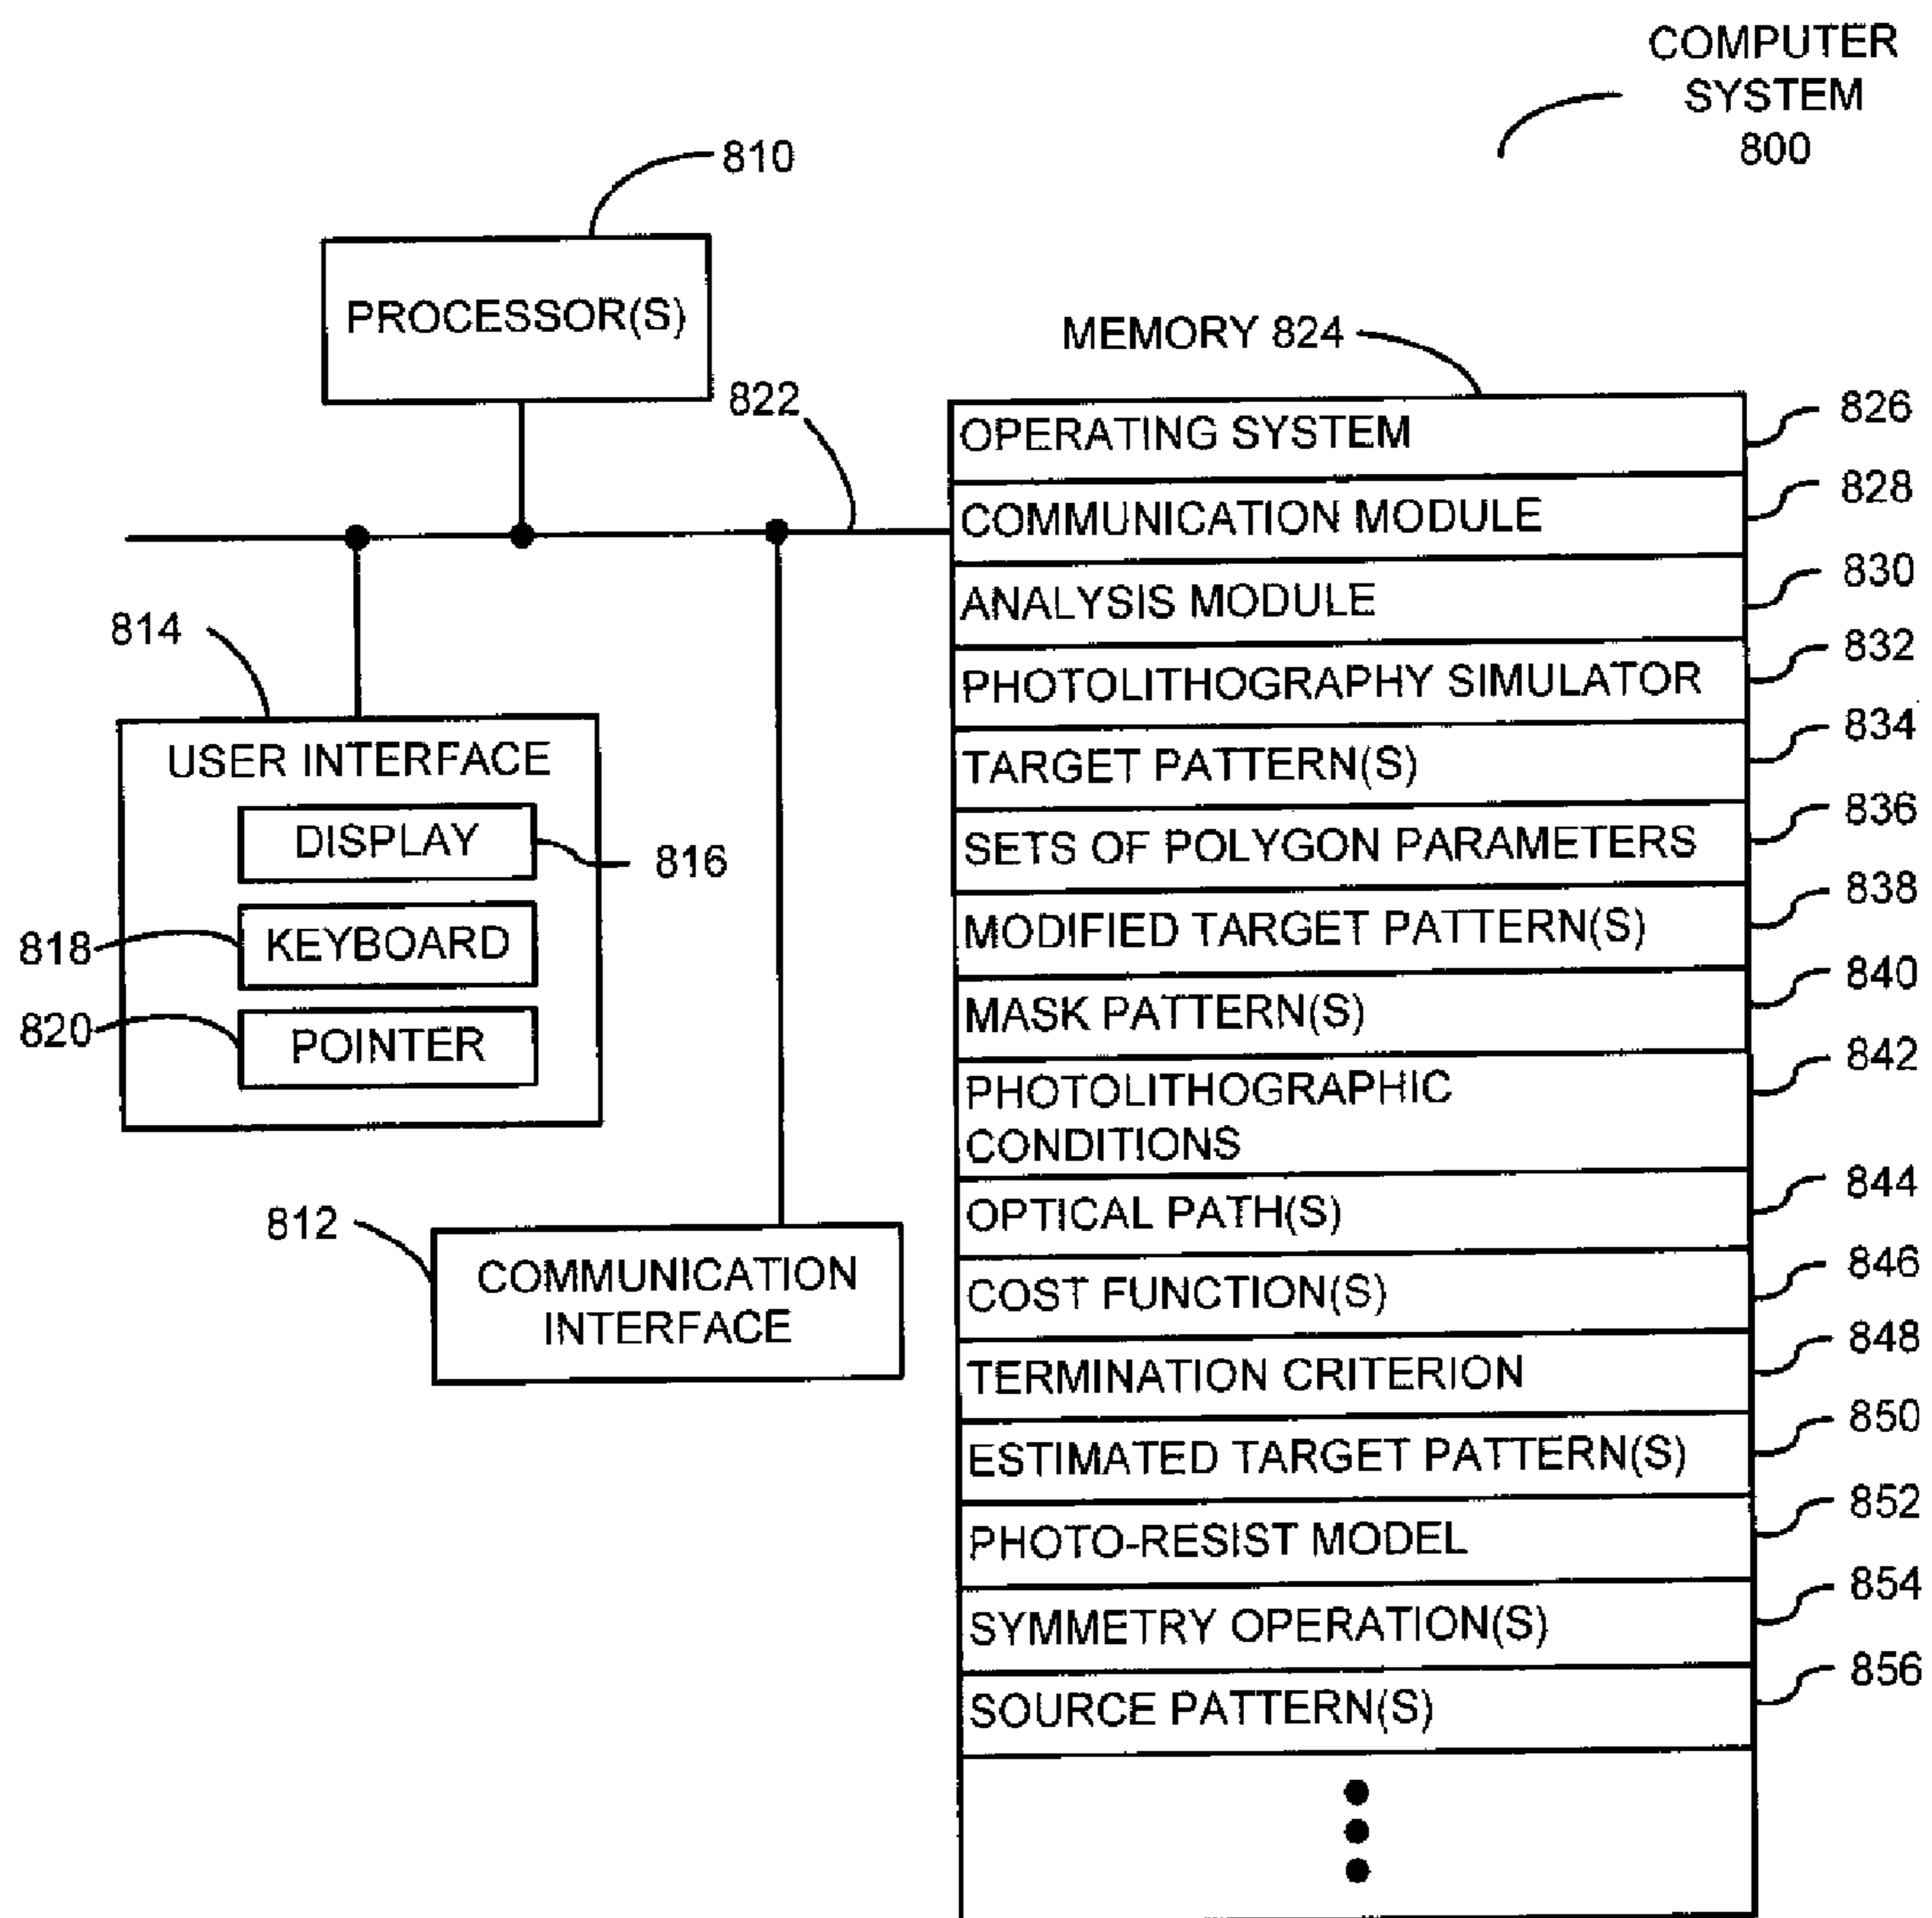 COMPUTER
SYSTEM
800
810
PROCESSOR(S)
MEMORY 824
822
OPERATING SYSTEM
826
COMMUNICATION MODULE
828
ANALYSIS MODULE
830
PHOTOLITHOGRAPHY SIMULATOR
832
TARGET PATTERN(S)
834
SETS OF POLYGON PARAMETERS
836
MODIFIED TARGET PATTERN(S)
838
MASK PATTERN(S)
840
PHOTOLITHOGRAPHIC
CONDITIONS
842
OPTICAL PATH(S)
844
COST FUNCTION(S)
846
TERMINATION CRITERION
848
ESTIMATED TARGET PATTERN(S)
850
PHOTO-RESIST MODEL
852
SYMMETRY OPERATION(S)
854
SOURCE PATTERN(S)
856
814
USER INTERFACE
DISPLAY
816
818
KEYBOARD
820
POINTER
812
COMMUNICATION
INTERFACE